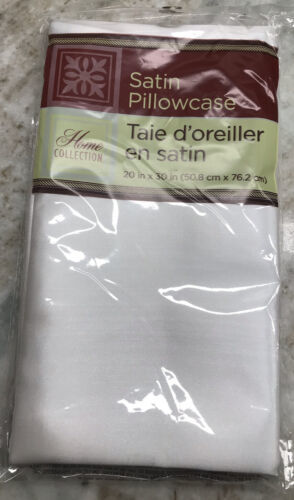 Satin
Pillowcase
Home
COLLECTION
Taie d'oreiller
en satin
20 in x 30 in (50.8 cm x 76.2 cm)